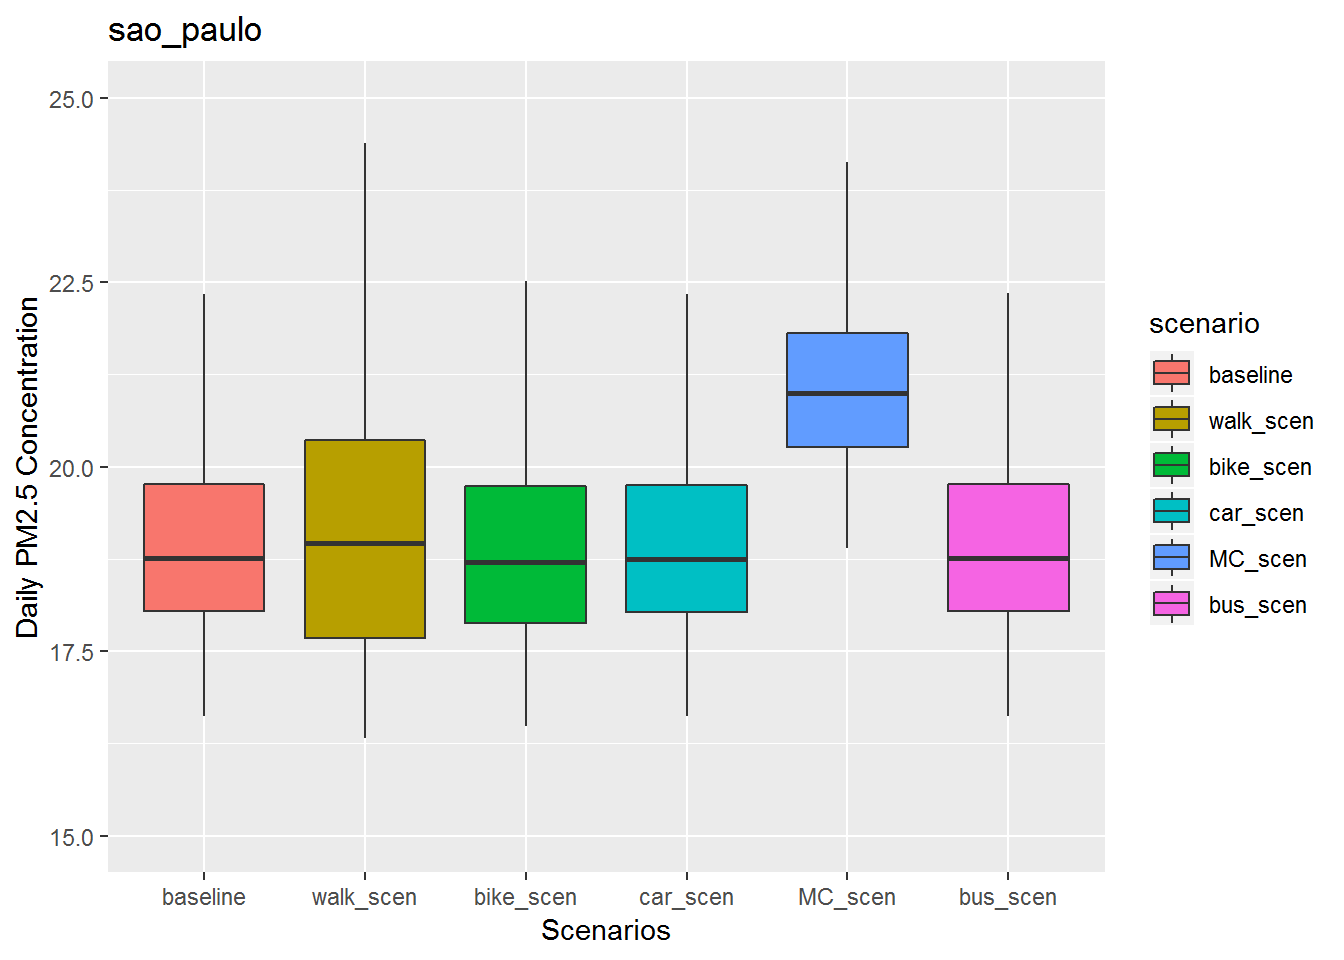 sao_paulo
25.0
22.5
20.0
17.5
15.0
Daily PM2.5 Concentration
baseline walk_scen bike_scen car_scen MC_scen bus_scen
Scenarios
scenario
baseline
walk_scen
bike_scen
car_scen
MC_scen
bus_scen